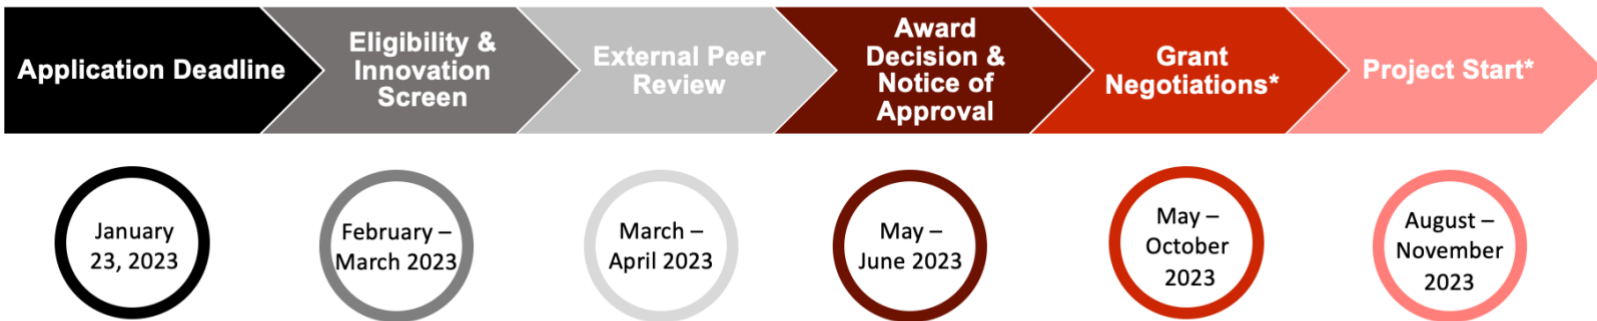 Application Deadline
Eligibility &
Innovation
Screen
External Peer
Review
Award
Decision &
Notice of
Approval
Grant
Negotiations*
Project Start*
January
23, 2023
February –
March 2023
March –
April 2023
May –
June 2023
May –
October
2023
August –
November
2023